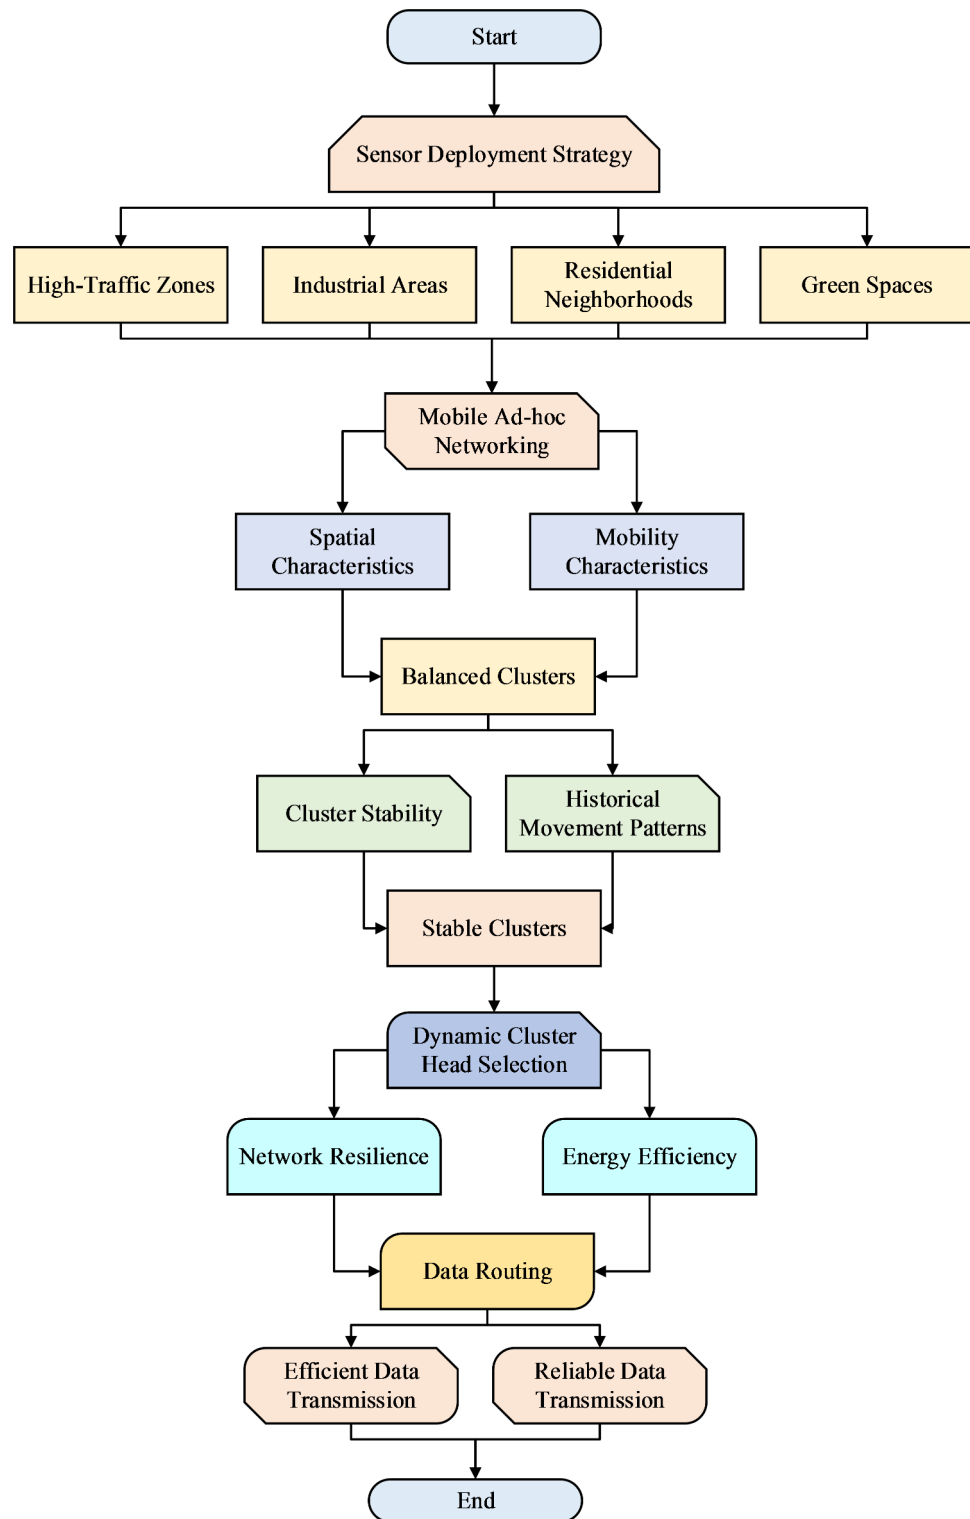 Start
Sensor Deployment Strategy
High-Traffic Zones
Industrial Areas
Residential
Neighborhoods
Green Spaces
Mobile Ad-hoc
Networking
Spatial
Characteristics
Mobility
Characteristics
Balanced Clusters
Cluster Stability
Historical
Movement Patterns
Stable Clusters
Dynamic Cluster
Head Selection
Network Resilience
Energy Efficiency
Data Routing
Efficient Data
Transmission
Reliable Data
Transmission
End